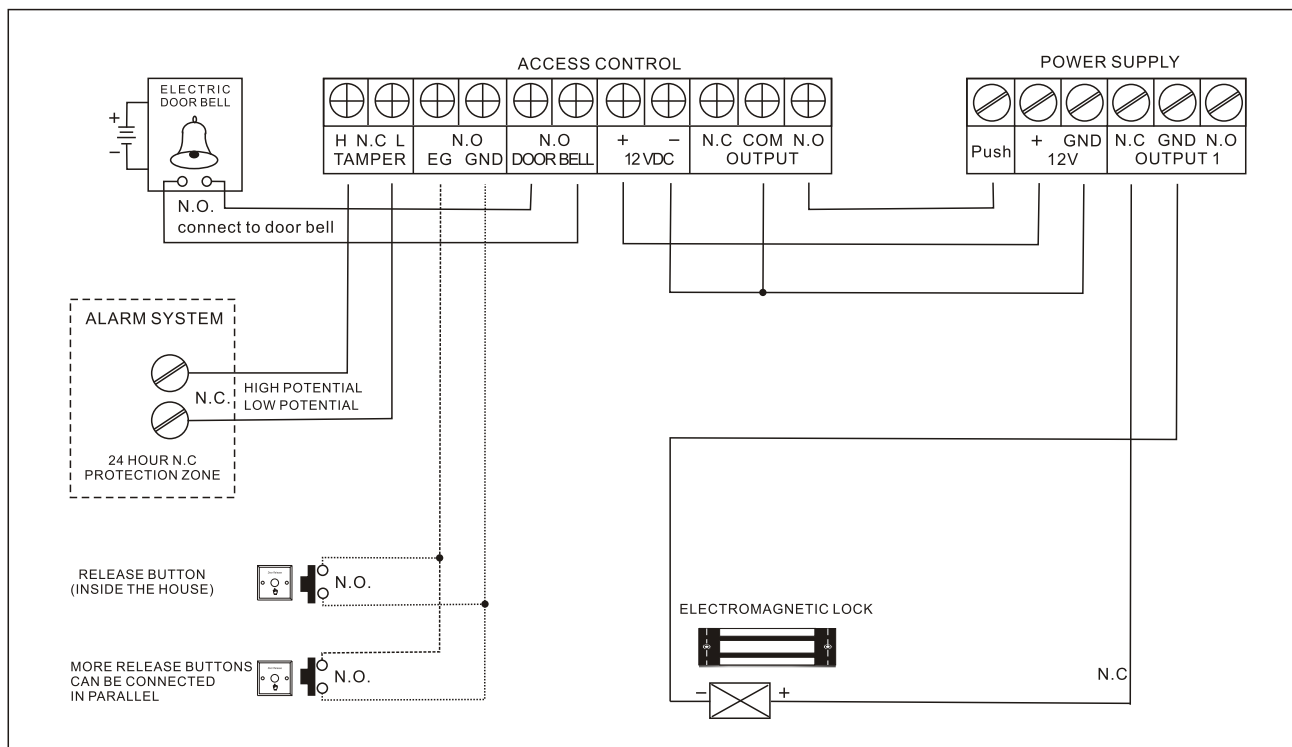 ACCESS CONTROL
POWER SUPPLY
ELECTRIC
DOOR BELL
+
−
H N.C L
TAMPER
N.O
EG GND
N.O
DOOR BELL
+ −
12 VDC
N.C COM N.O
OUTPUT
Push
+ GND
12V
N.C GND N.O
OUTPUT 1
N.O.
connect to door bell
ALARM SYSTEM
N.C.
HIGH POTENTIAL
LOW POTENTIAL
24 HOUR N.C
PROTECTION ZONE
RELEASE BUTTON
(INSIDE THE HOUSE)
N.O.
MORE RELEASE BUTTONS
CAN BE CONNECTED
IN PARALLEL
N.O.
ELECTROMAGNETIC LOCK
− +
N.C